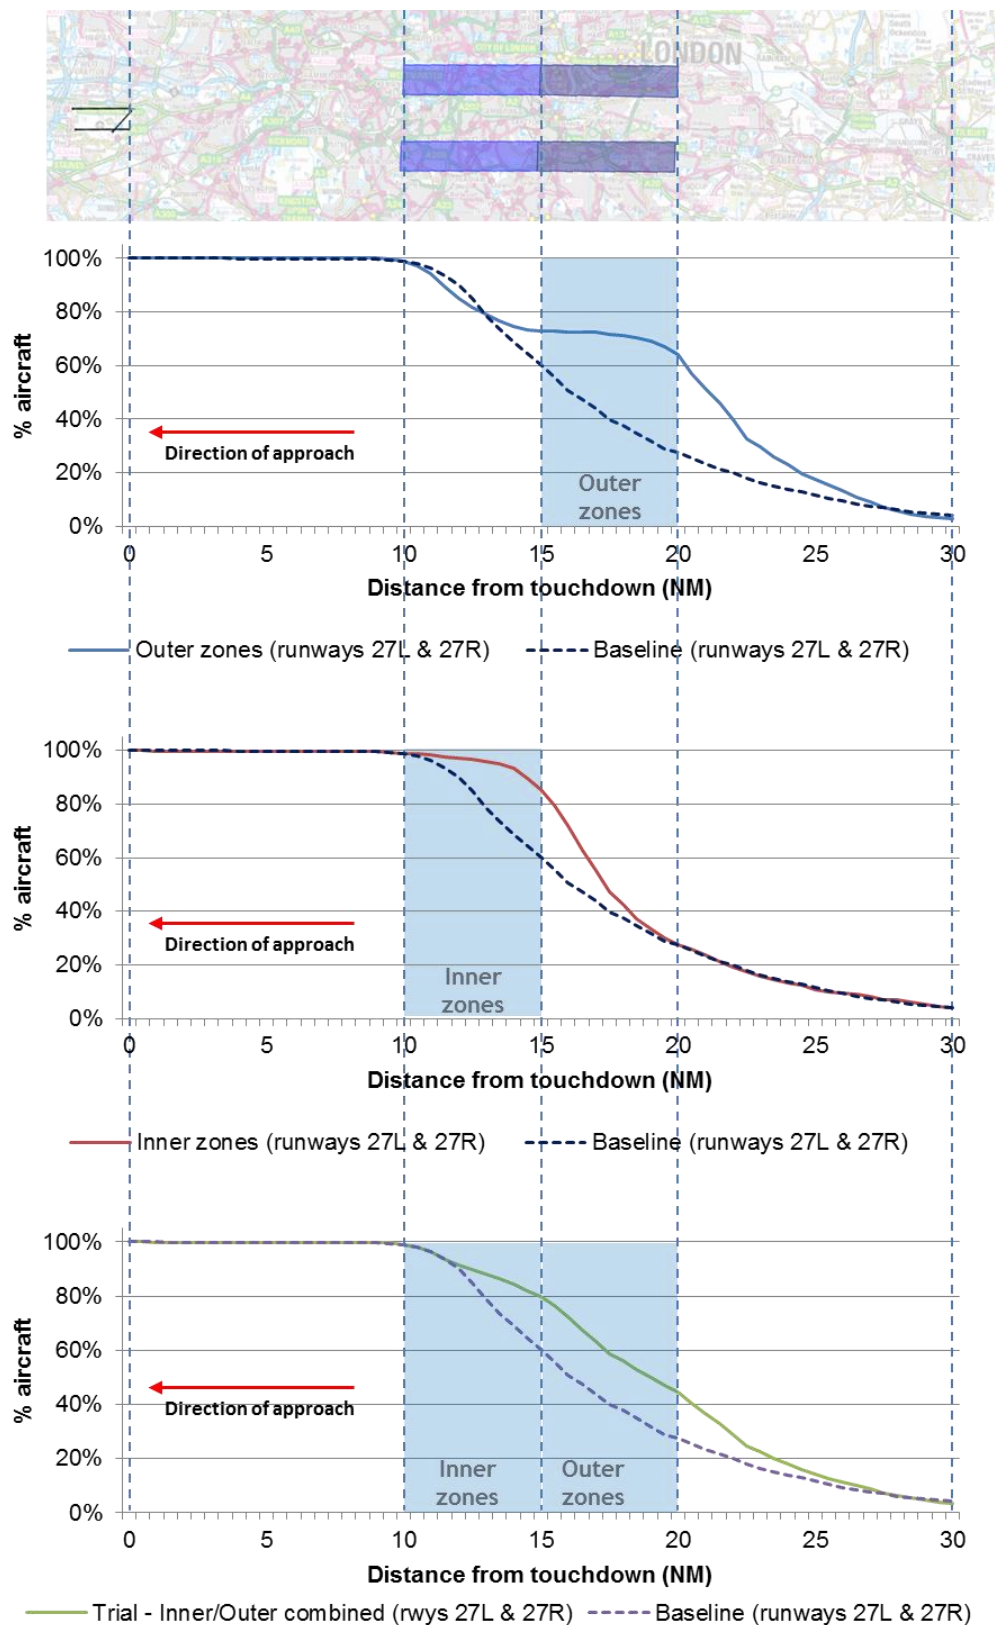 LONDON
CITY OF LONDON
100%
80%
60%
40%
20%
0%
% aircraft
Direction of approach
Outer
zones
0 5 10 15 20 25 30
Distance from touchdown (NM)
Outer zones (runways 27L & 27R) Baseline (runways 27L & 27R)
100%
80%
60%
40%
20%
0%
% aircraft
Direction of approach
Inner
zones
0 5 10 15 20 25 30
Distance from touchdown (NM)
Inner zones (runways 27L & 27R) Baseline (runways 27L & 27R)
100%
80%
60%
40%
20%
0%
% aircraft
Direction of approach
Inner
zones
Outer
zones
0 5 10 15 20 25 30
Distance from touchdown (NM)
Trial - Inner/Outer combined (rwys 27L & 27R) Baseline (runways 27L & 27R)